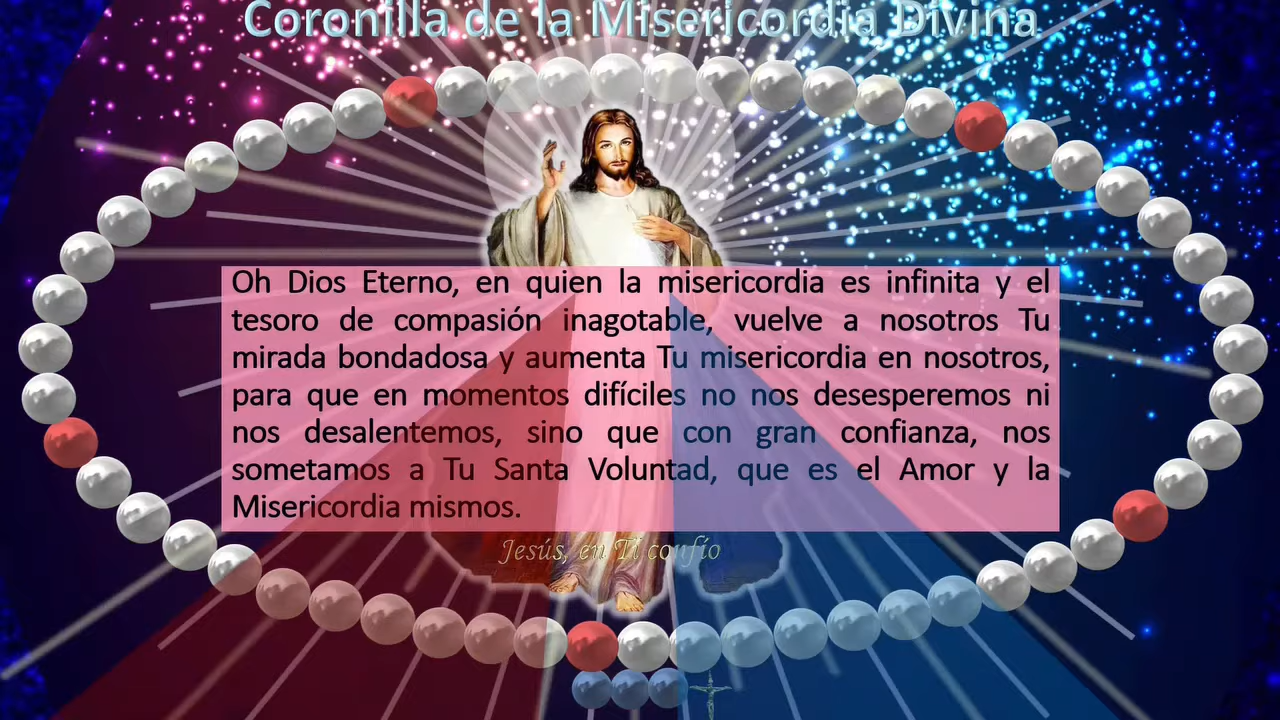 Coronilla de la Misericordia Divina
Oh Dios Eterno, en quien la misericordia es infinita y el
tesoro de compasión inagotable, vuelve a nosotros Tu
mirada bondadosa y aumenta Tu misericordia en nosotros,
para que en momentos difíciles no nos desesperemos ni
nos desalentemos, sino que con gran confianza, nos
sometamos a Tu Santa Voluntad, que es el Amor y la
Misericordia mismos.
Jesús, en Ti confío